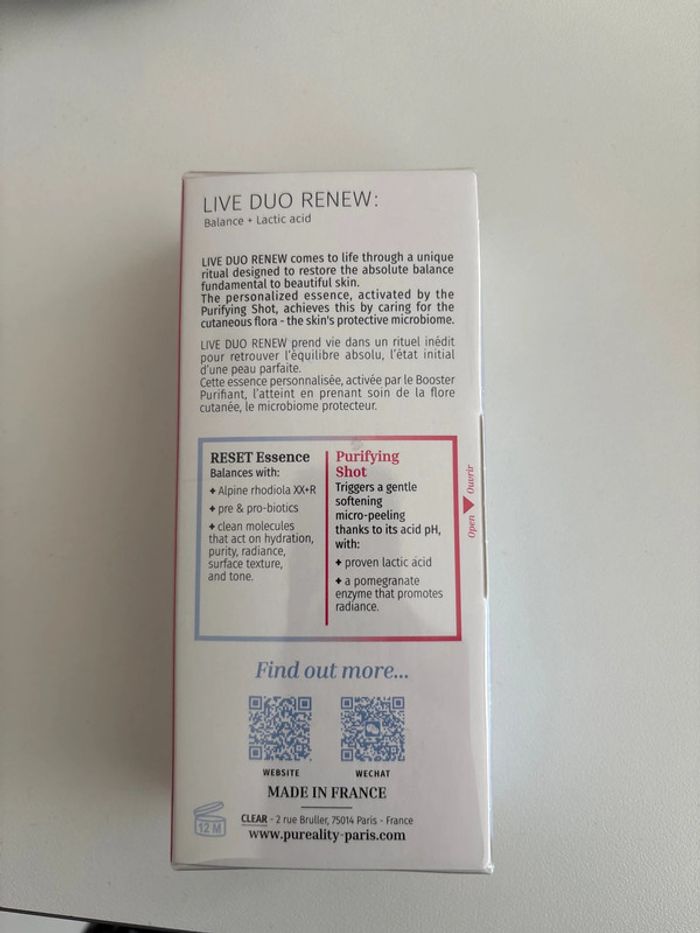 LIVE DUO RENEW:
Balance + Lactic acid
LIVE DUO RENEW comes to life through a unique
ritual designed to restore the absolute balance
fundamental to beautiful skin.
The personalized essence, activated by the
Purifying Shot, achieves this by caring for the
cutaneous flora - the skin's protective microbiome.
LIVE DUO RENEW prend vie dans un rituel inédit
pour retrouver l'équilibre absolu, l'état initial
d'une peau parfaite.
Cette essence personnalisée, activée par le Booster
Purifiant, l'atteint en prenant soin de la flore
cutanée, le microbiome protecteur.
RESET Essence
Balances with:
+ Alpine rhodiola XX+R
+ pre & pro-biotics
+ clean molecules
that act on hydration,
purity, radiance,
surface texture,
and tone.
Purifying
Shot
Triggers a gentle
softening
micro-peeling
thanks to its acid pH,
with:
+ proven lactic acid
+ a pomegranate
enzyme that promotes
radiance.
Open Ouvrir
Find out more...
WEBSITE
WECHAT
MADE IN FRANCE
12 M
CLEAR - 2 rue Bruller, 75014 Paris - France
www.pureality-paris.com